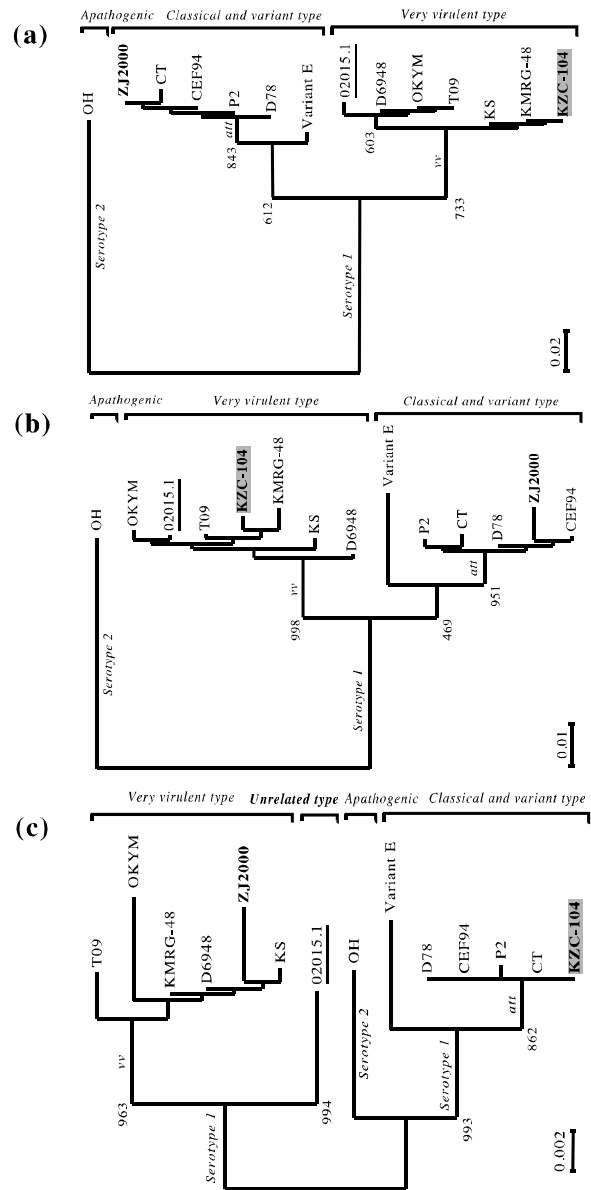 (a)
Apathogenic Classical and variant type Very virulent type
OH
ZJ2000
CT
CEF94
P2
D78
Variant E
02015.1
D6948
OKYM
T09
KS
KMRG-48
KZC-104
att
843
603
vv
612
733
Serotype 2
Serotype 1
0.02
(b)
Apathogenic Very virulent type Classical and variant type
OH
OKYM
02015.1
T09
KZC-104
KMRG-48
KS
D6948
Variant E
P2
CT
D78
ZJ2000
CEF94
vv
att
998
469
951
Serotype 2
Serotype 1
0.01
(c)
Very virulent type Unrelated type Apathogenic Classical and variant type
T09
OKYM
KMRG-48
D6948
ZJ2000
KS
02015.1
OH
Variant E
D78
CEF94
P2
CT
KZC-104
vv
att
963
994
862
993
Serotype 1
Serotype 2
Serotype 1
0.002